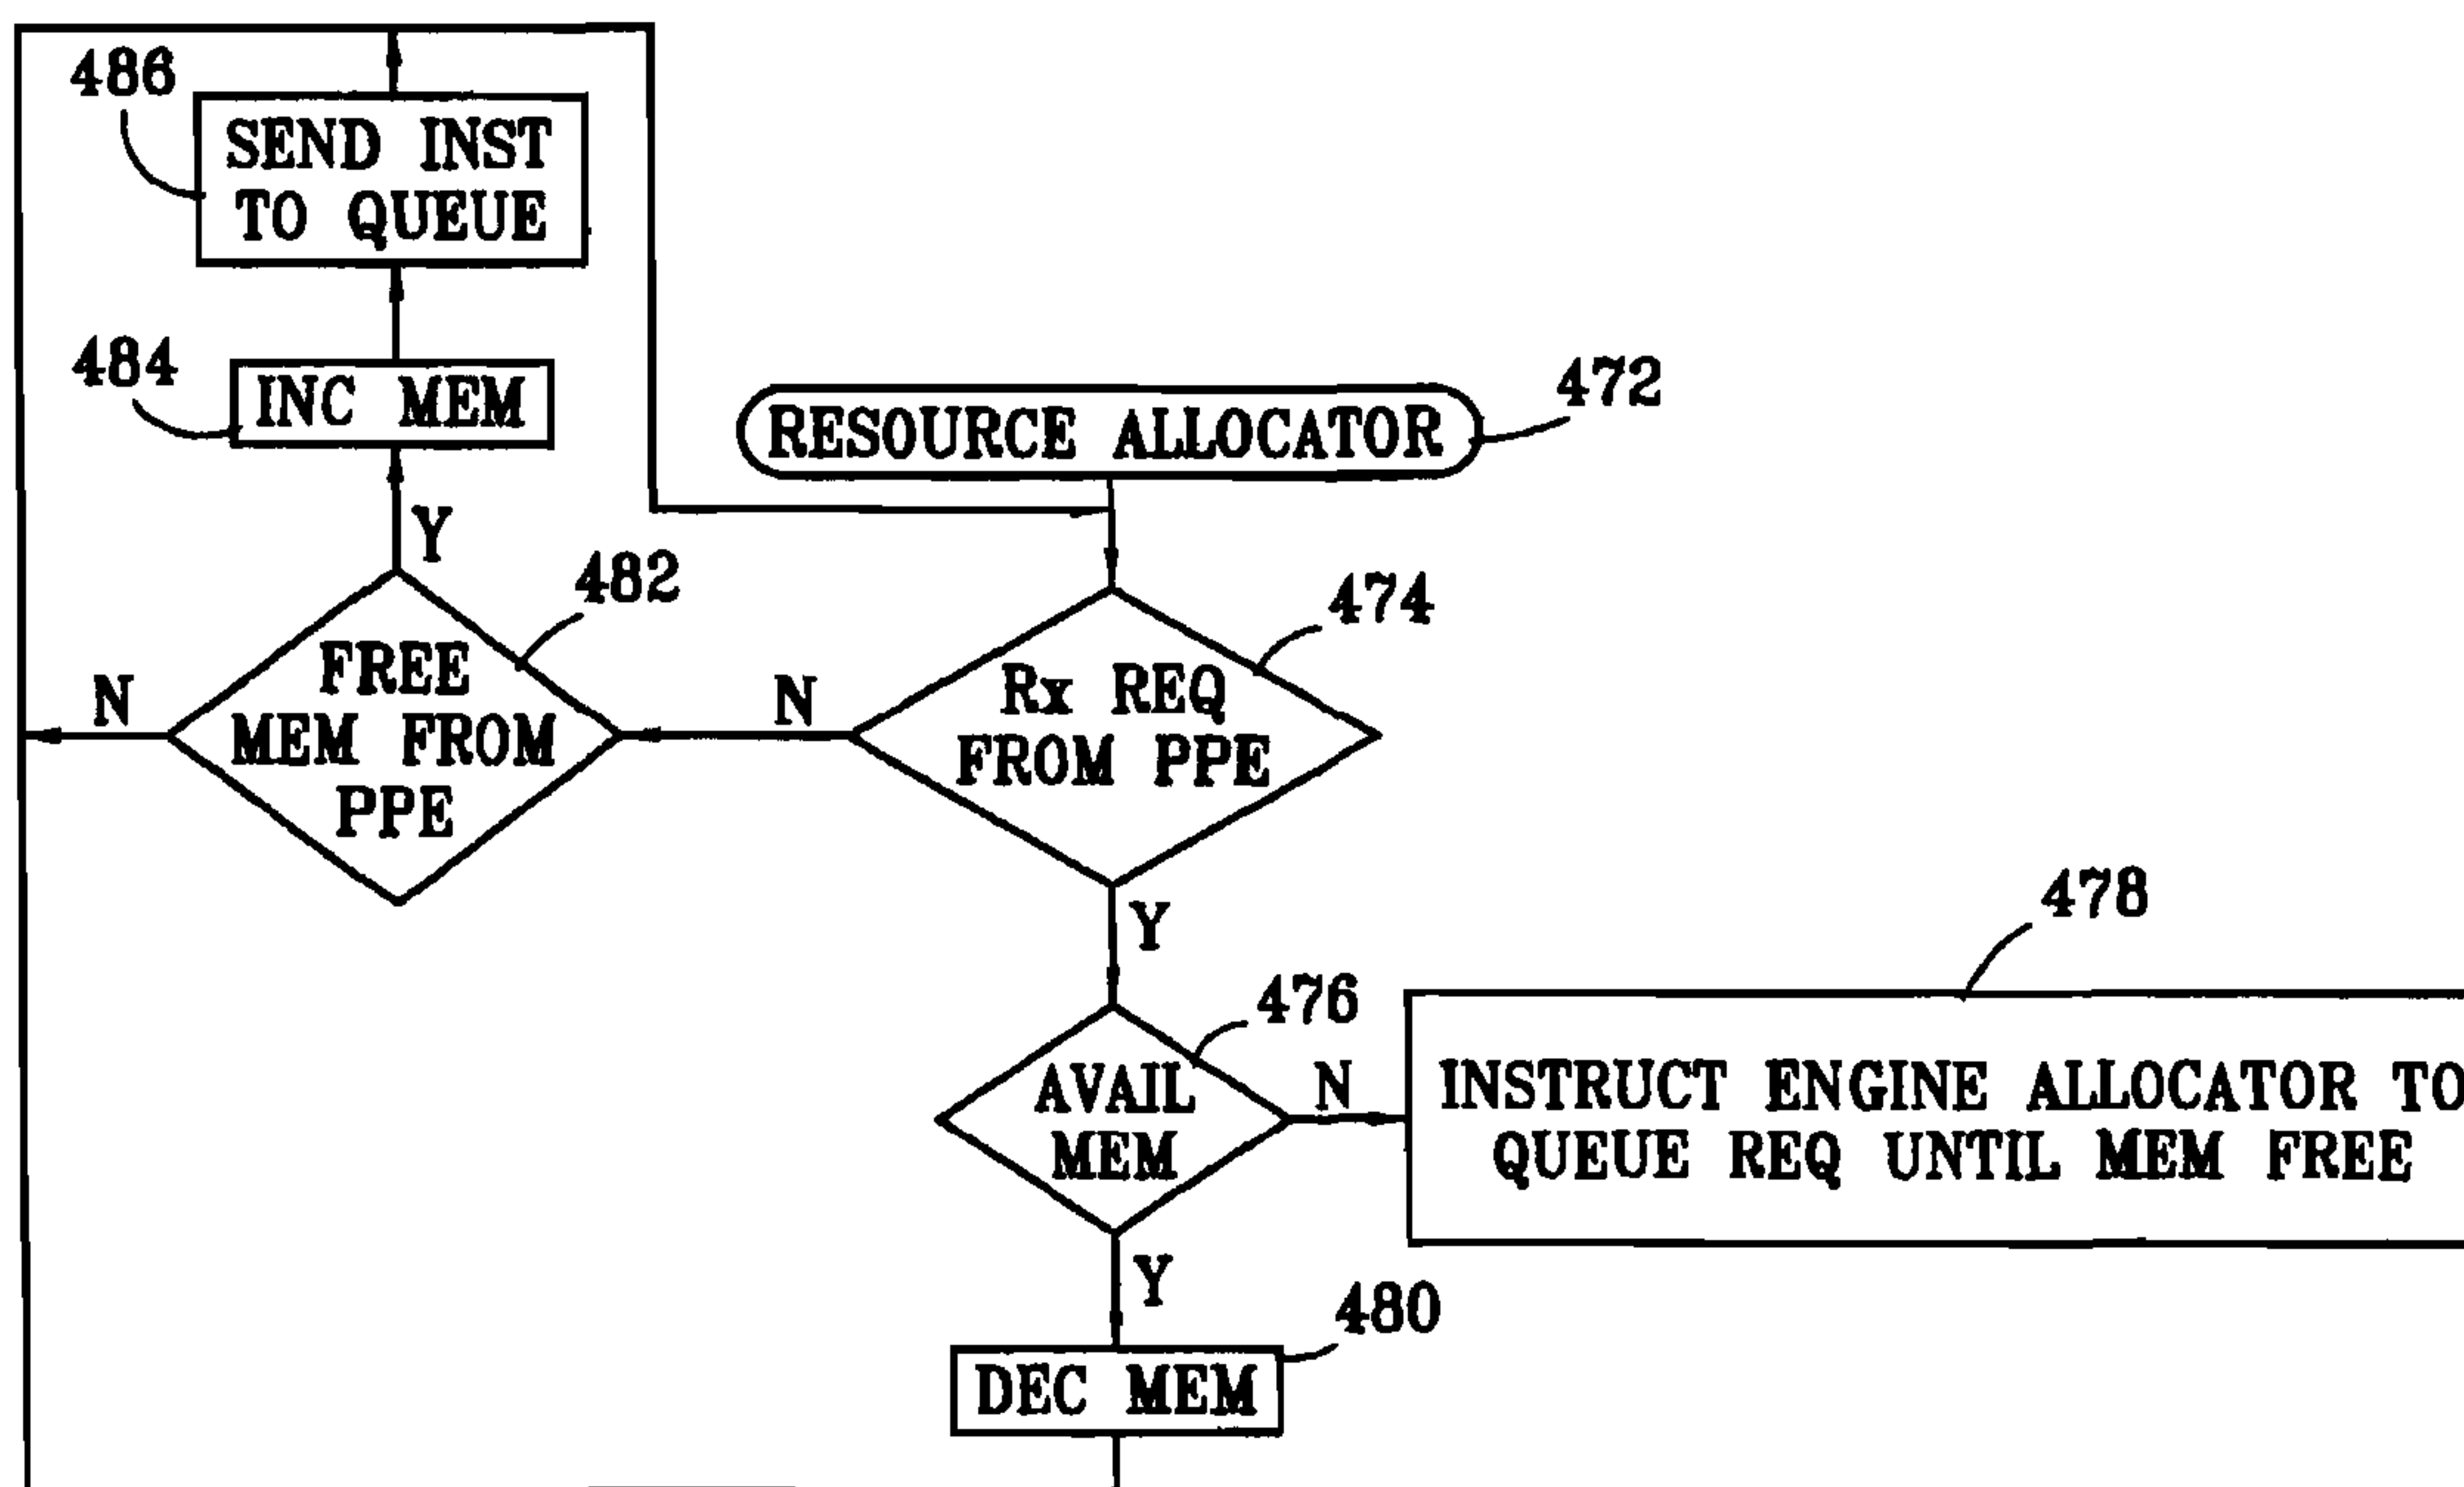 486
SEND INST
TO QUEUE
484
INC MEM
Y
RESOURCE ALLOCATOR
472
482
474
FREE
MEM FROM
PPE
N
N
Rx REQ
FROM PPE
Y
478
476
AVAIL
MEM
N
INSTRUCT ENGINE ALLOCATOR TO
QUEUE REQ UNTIL MEM FREE
Y
480
DEC MEM